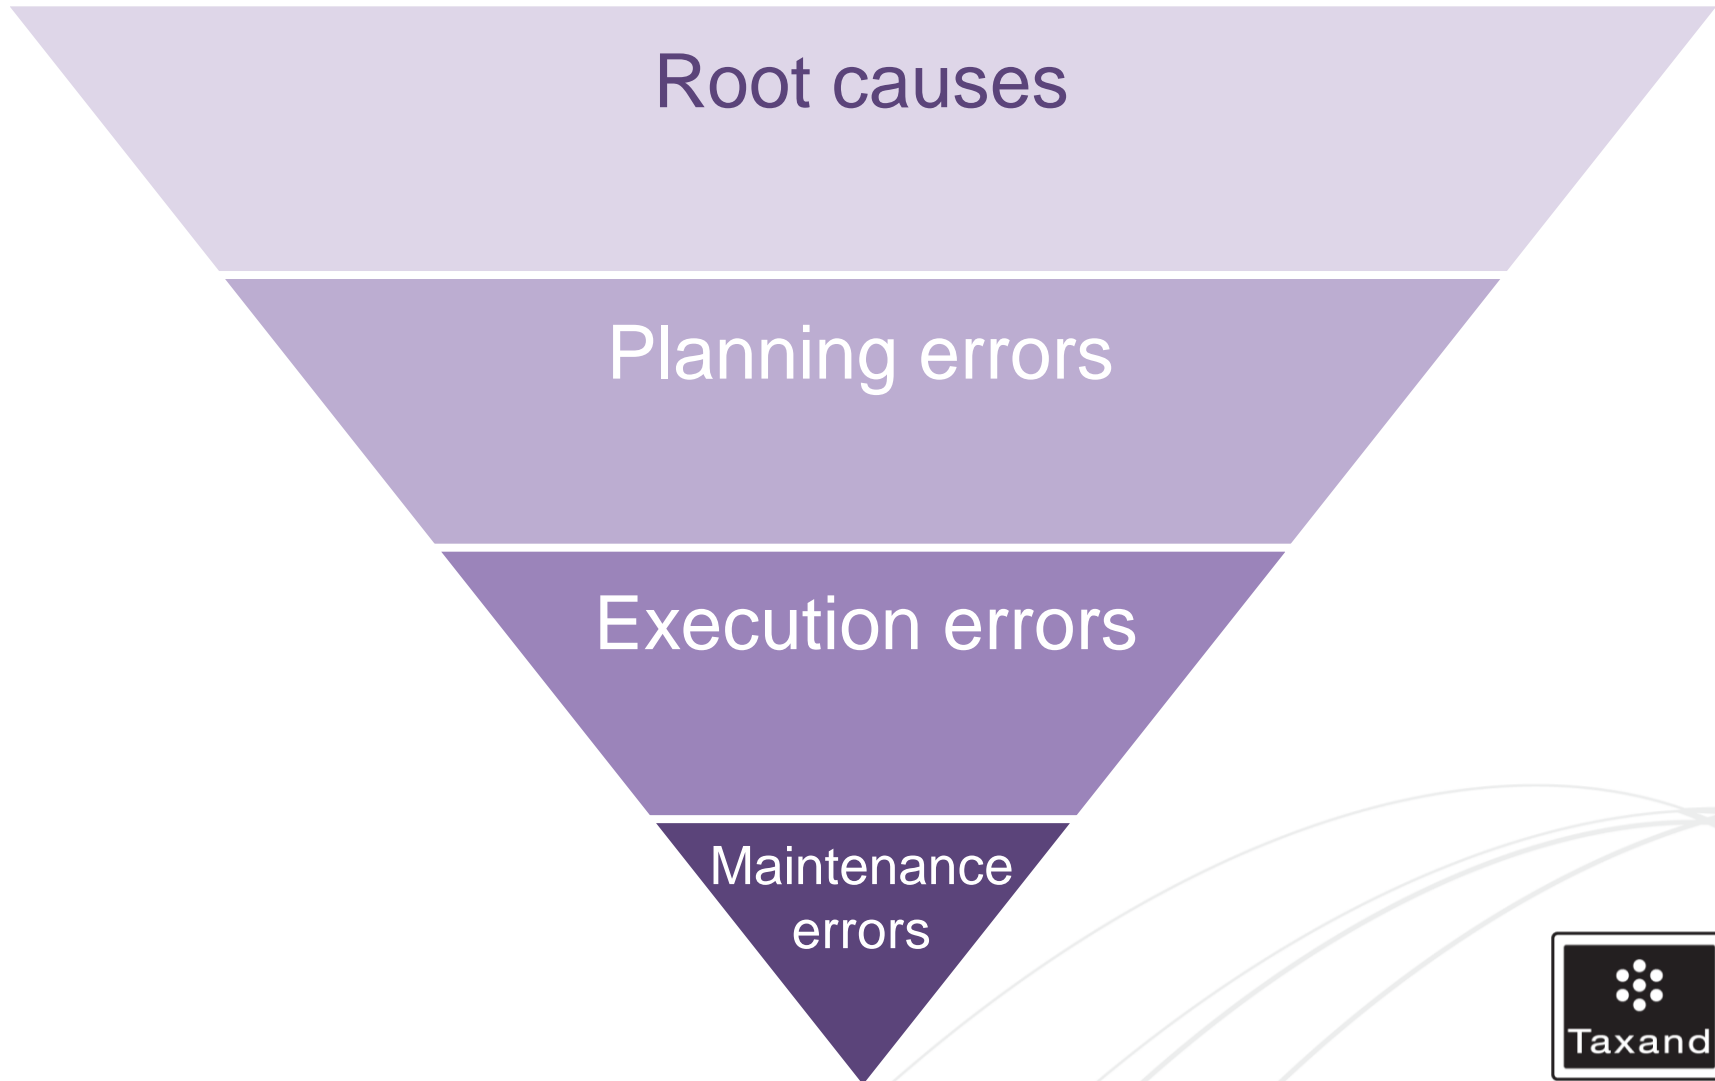 Root causes
Planning errors
Execution errors
Maintenance
errors
Taxand